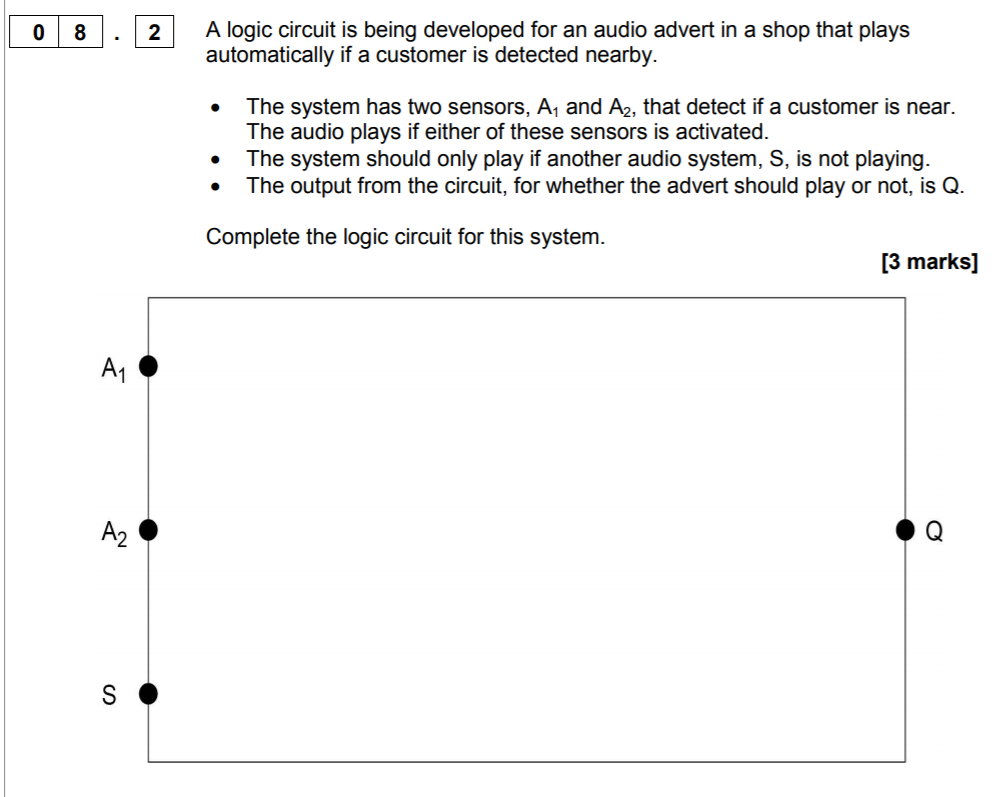 0 8 . 2 A logic circuit is being developed for an audio advert in a shop that plays
automatically if a customer is detected nearby.
• The system has two sensors, A₁ and A₂, that detect if a customer is near.
The audio plays if either of these sensors is activated.
• The system should only play if another audio system, S, is not playing.
• The output from the circuit, for whether the advert should play or not, is Q.
Complete the logic circuit for this system.
[3 marks]
A₁
A₂
Q
S